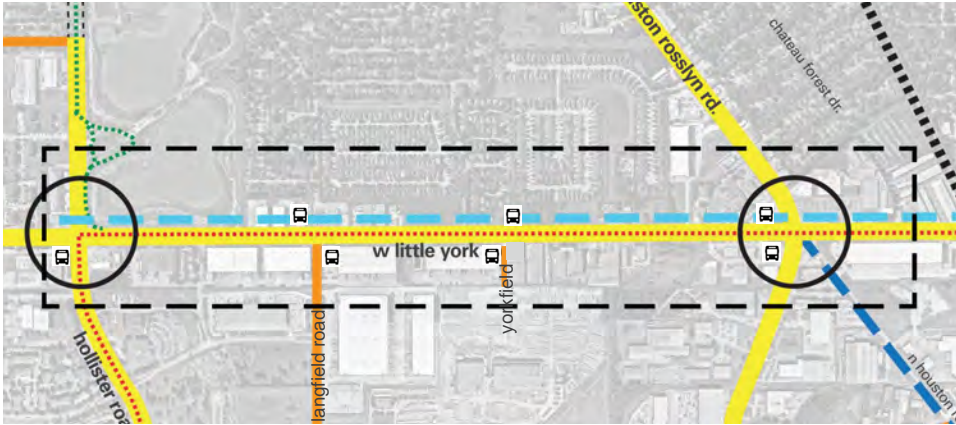 ston rosslyn rd.
chateau forest dr.
w little york
yorkfield
langfield road
hollister roa
n houston r